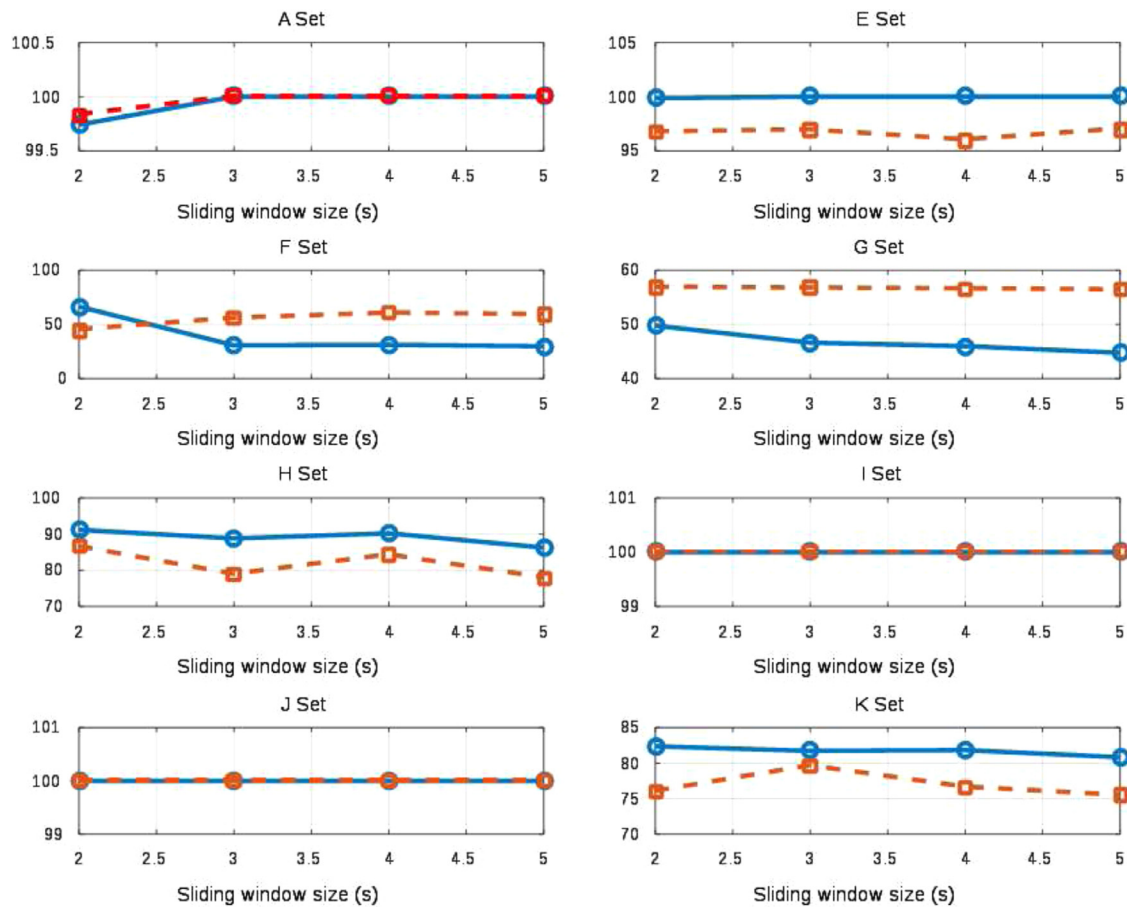 A Set
100.5
100
99.5
2 2.5 3 3.5 4 4.5 5
Sliding window size (s)
E Set
105
100
95
2 2.5 3 3.5 4 4.5 5
Sliding window size (s)
F Set
100
50
0
2 2.5 3 3.5 4 4.5 5
Sliding window size (s)
G Set
60
50
40
2 2.5 3 3.5 4 4.5 5
Sliding window size (s)
H Set
100
90
80
70
2 2.5 3 3.5 4 4.5 5
Sliding window size (s)
I Set
101
100
99
2 2.5 3 3.5 4 4.5 5
Sliding window size (s)
J Set
101
100
99
2 2.5 3 3.5 4 4.5 5
Sliding window size (s)
K Set
85
80
75
70
2 2.5 3 3.5 4 4.5 5
Sliding window size (s)